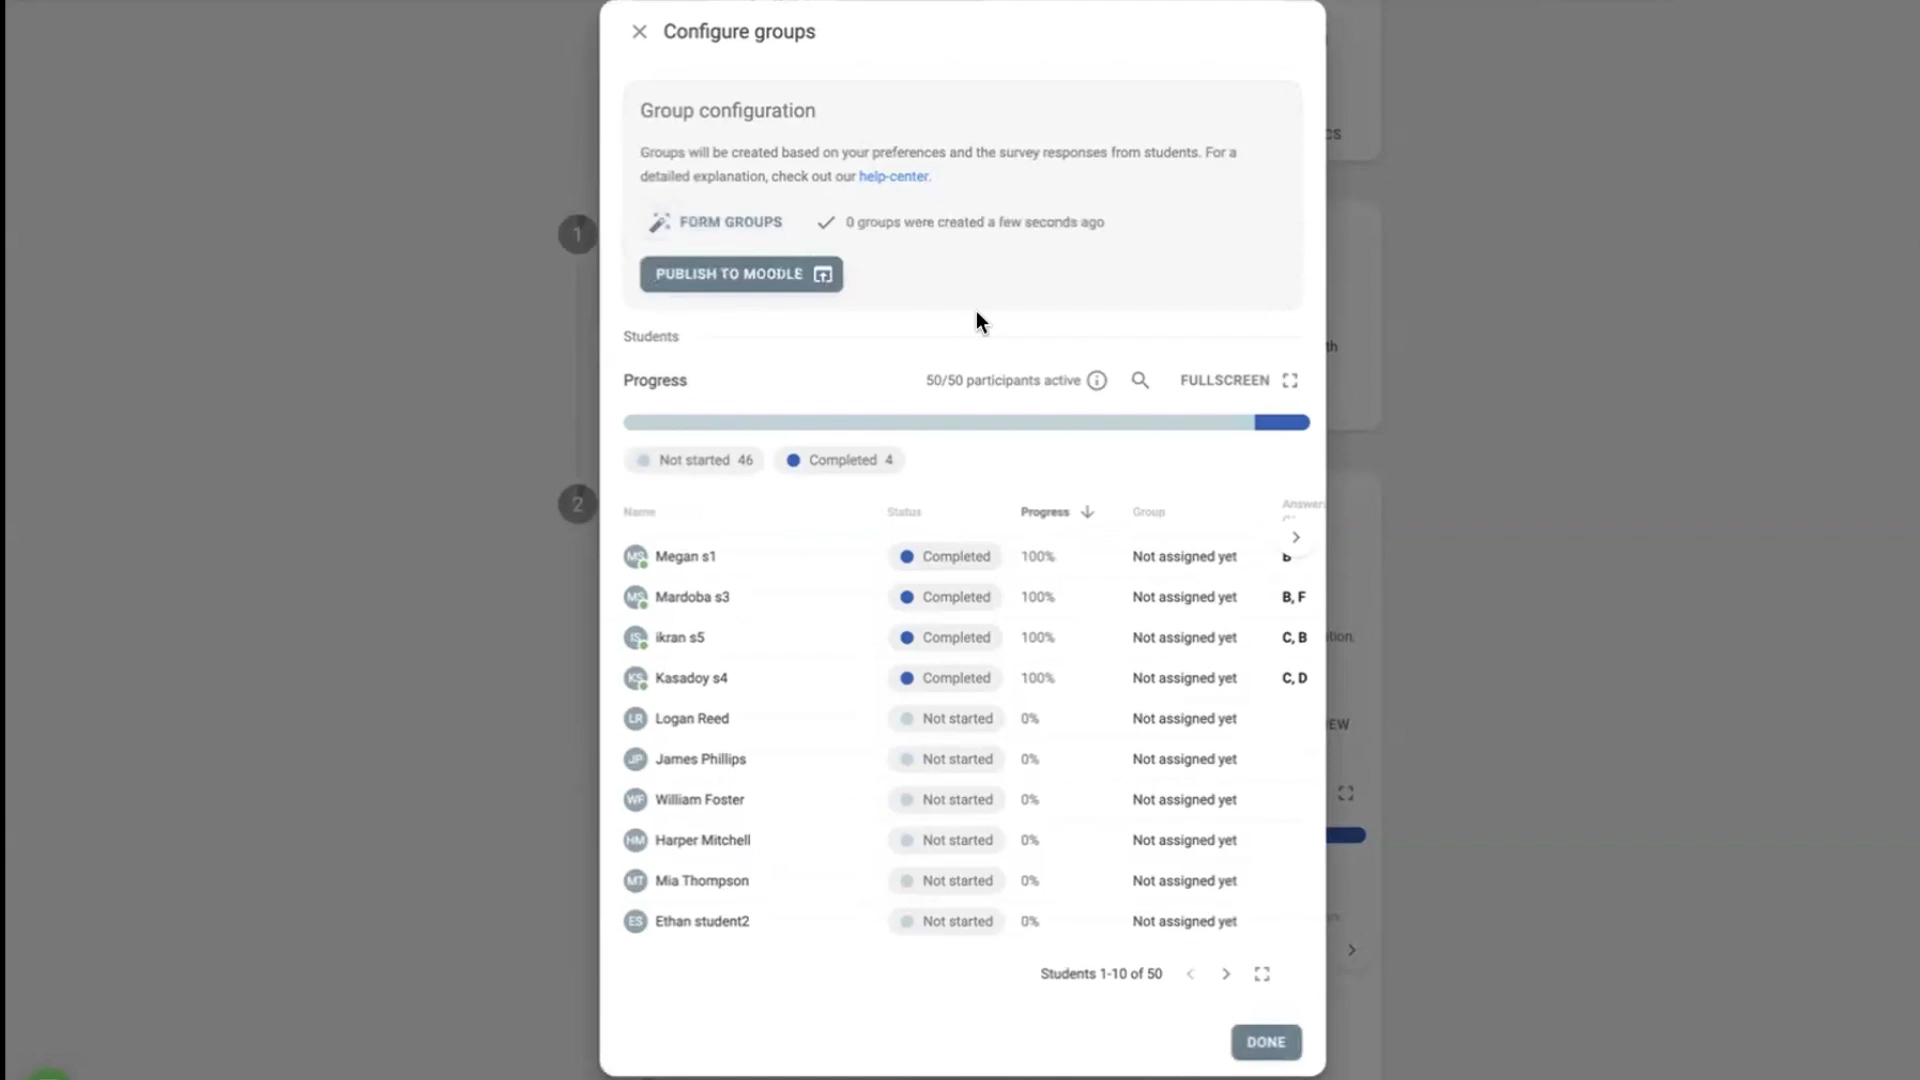 Configure groups
Group configuration
Groups will be created based on your preferences and the survey responses from students. For a
detailed explanation, check out our help-center.
FORM GROUPS 0 groups were created a few seconds ago
PUBLISH TO MOODLE
Students
Progress 50/50 participants active FULLSCREEN
Not started 46 Completed 4
Name Status Progress Group Answer
MS Megan s1 Completed 100% Not assigned yet B
MS Mardoba s3 Completed 100% Not assigned yet B, F
IS ikran s5 Completed 100% Not assigned yet C, B
KS Kasadoy s4 Completed 100% Not assigned yet C, D
LR Logan Reed Not started 0% Not assigned yet
JP James Phillips Not started 0% Not assigned yet
WF William Foster Not started 0% Not assigned yet
HM Harper Mitchell Not started 0% Not assigned yet
MT Mia Thompson Not started 0% Not assigned yet
ES Ethan student2 Not started 0% Not assigned yet
Students 1-10 of 50
DONE
1
2
CS
th
ition.
EW